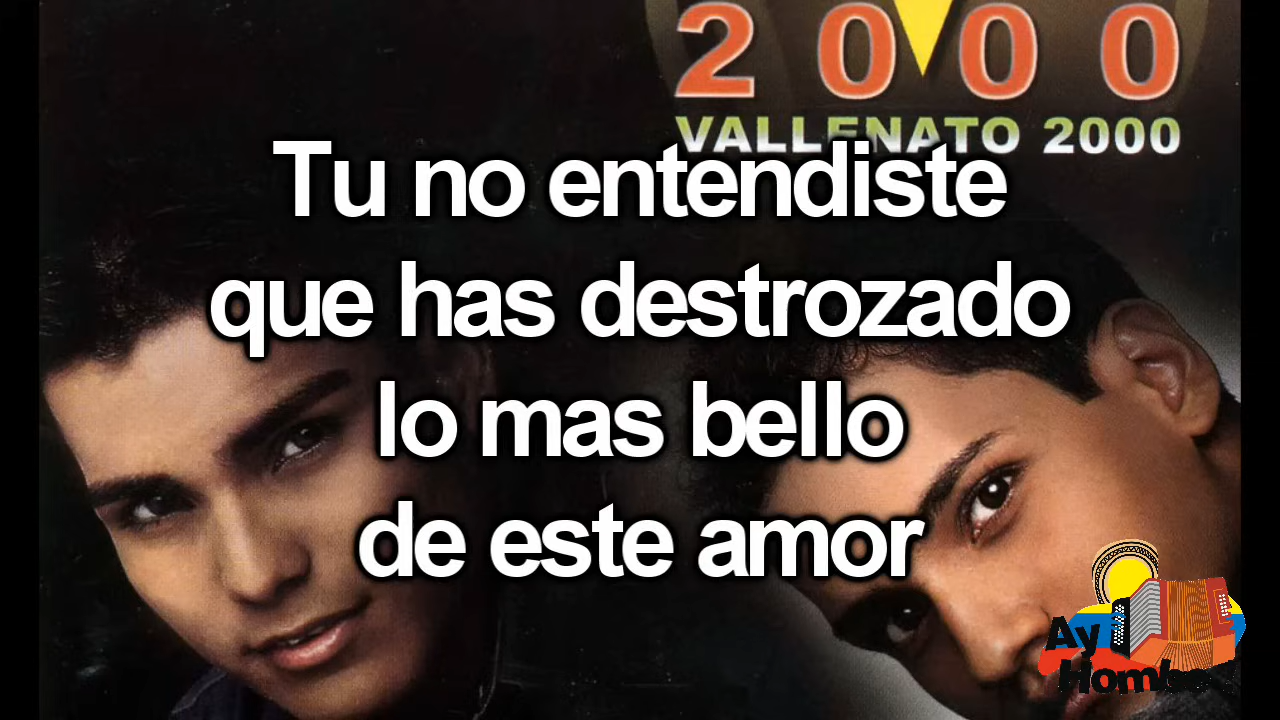 2000
VALLENATO 2000
Tu no entendiste
que has destrozado
lo mas bello
de este amor
Ay